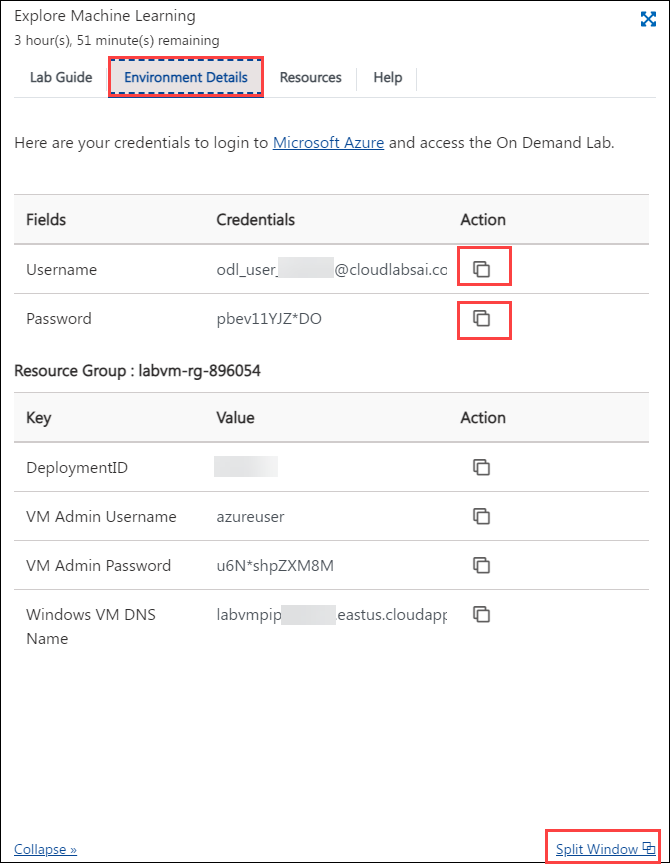 Explore Machine Learning
3 hour(s), 51 minute(s) remaining
Lab Guide Environment Details Resources Help
Here are your credentials to login to Microsoft Azure and access the On Demand Lab.
Fields Credentials Action
Username odl_user_ @cloudlabsai.co
Password pbev11YJZ*DO
Resource Group : labvm-rg-896054
Key Value Action
DeploymentID
VM Admin Username azureuser
VM Admin Password u6N*shpZXM8M
Windows VM DNS labvmpip .eastus.cloudapp
Name
Collapse » Split Window